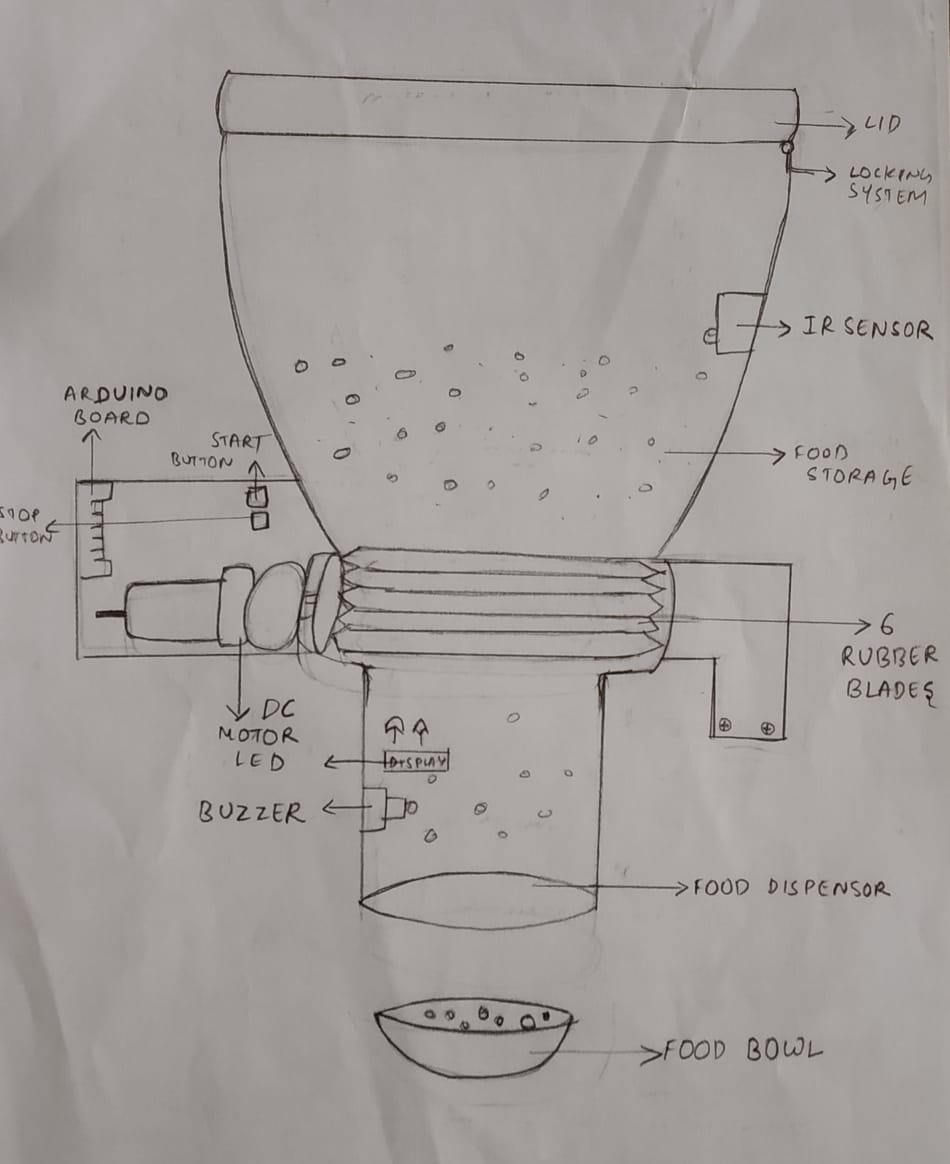 LID
LOCKING
SYSTEM
IR SENSOR
ARDUINO
BOARD
START
BUTTON
FOOD
STORAGE
STOP
BUTTON
6
RUBBER
BLADES
DC
MOTOR
LED
DISPLAY
BUZZER
FOOD DISPENSOR
FOOD BOWL